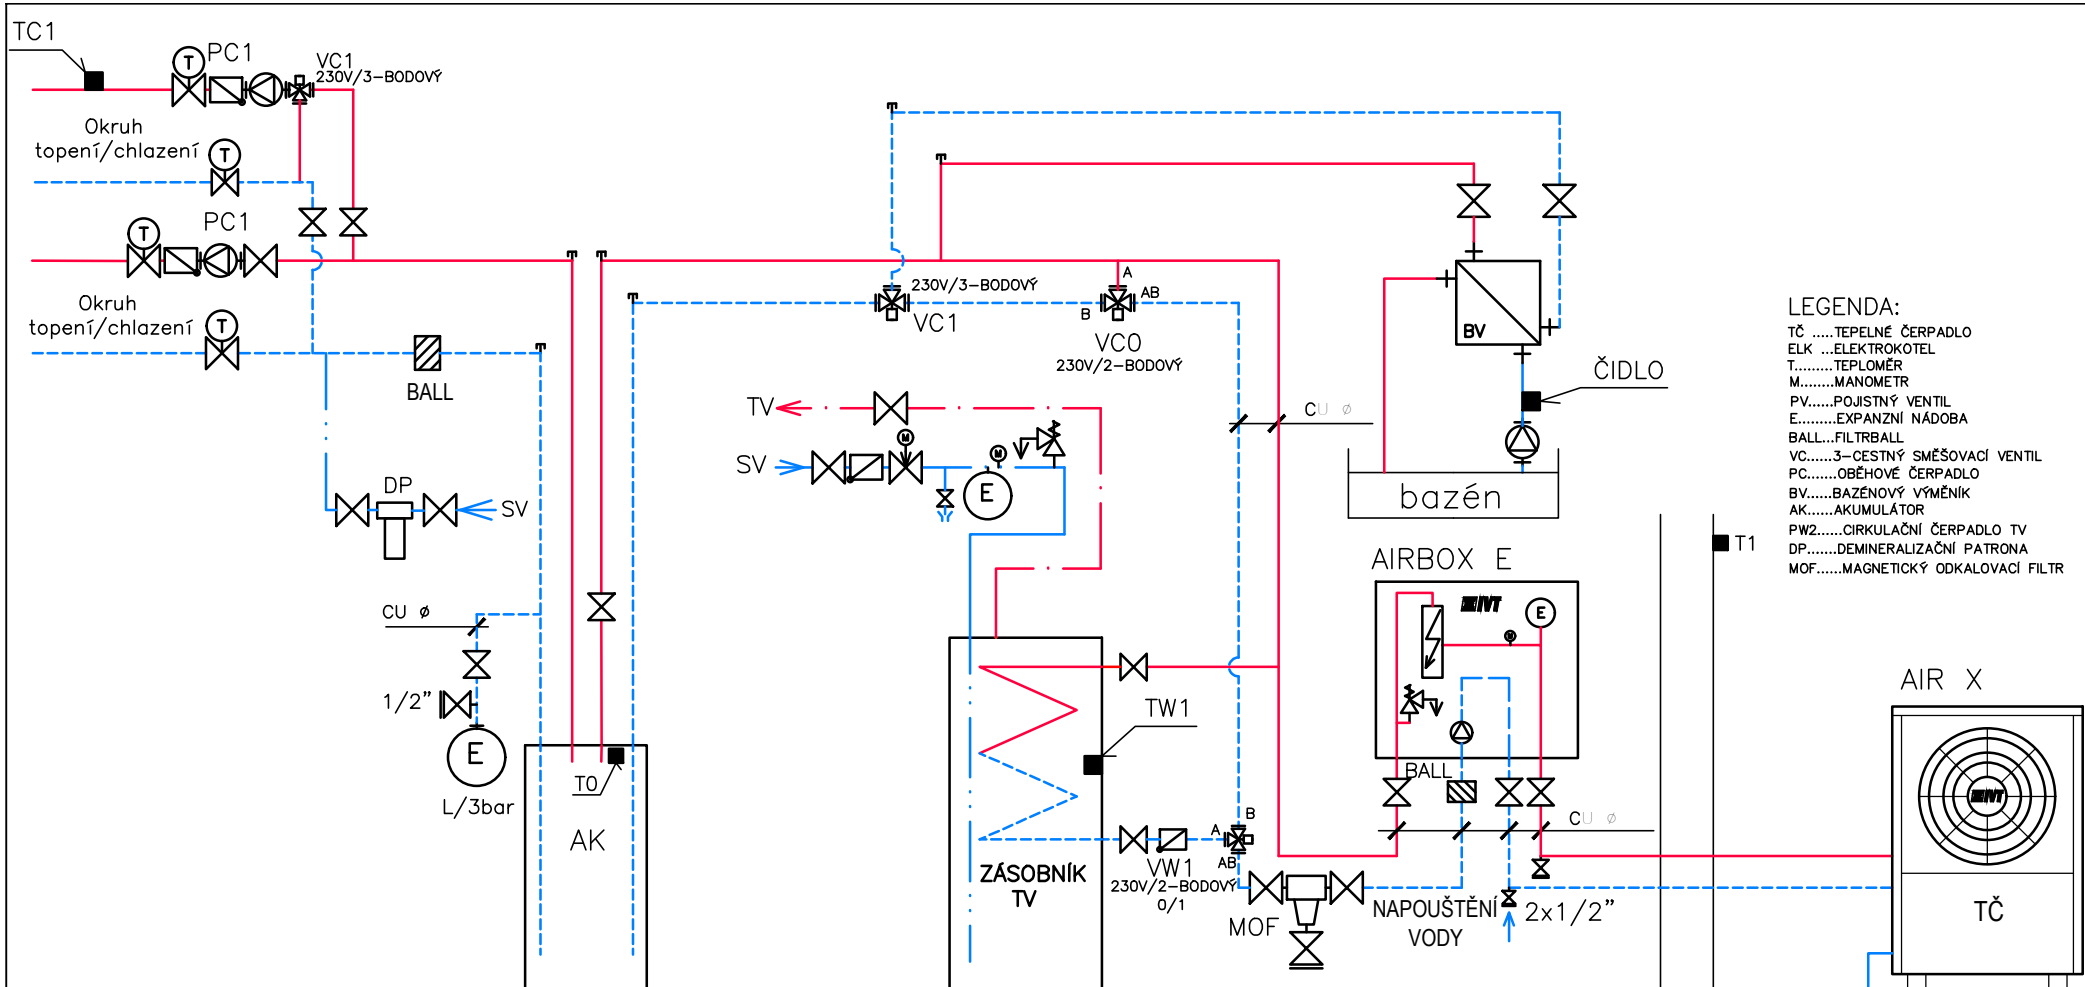 TC1
T
PC1
VC1
230V/3-BODOVÝ
Okruh
topení/chlazení
T
T
PC1
Okruh
topení/chlazení
T
BALL
DP
SV
CU ø
1/2”
E
L/3bar
T0
AK
230V/3-BODOVÝ
VC1
A
AB
B
VC0
230V/2-BODOVÝ
TV
SV
M
M
E
CU ø
BV
ČIDLO
bazén
AIRBOX E
IVT
E
M
BALL
CU ø
TW1
ZÁSOBNÍK
TV
VW1
230V/2-BODOVÝ
0/1
A
B
AB
MOF
NAPOUŠTĚNÍ
VODY
2x1/2”
T1
AIR X
IVT
TČ
LEGENDA:
TČ .....TEPELNÉ ČERPADLO
ELK ...ELEKTROKOTEL
T........TEPLOMĚR
M.......MANOMETR
PV.....POJISTNÝ VENTIL
E........EXPANZNÍ NÁDOBA
BALL...FILTRBALL
VC.....3-CESTNÝ SMĚŠOVACÍ VENTIL
PC.....OBĚHOVÉ ČERPADLO
BV.....BAZÉNOVÝ VÝMĚNÍK
AK.....AKUMULÁTOR
PW2.....CIRKULAČNÍ ČERPADLO TV
DP......DEMINERALIZAČNÍ PATRONA
MOF.....MAGNETICKÝ ODKALOVACÍ FILTR